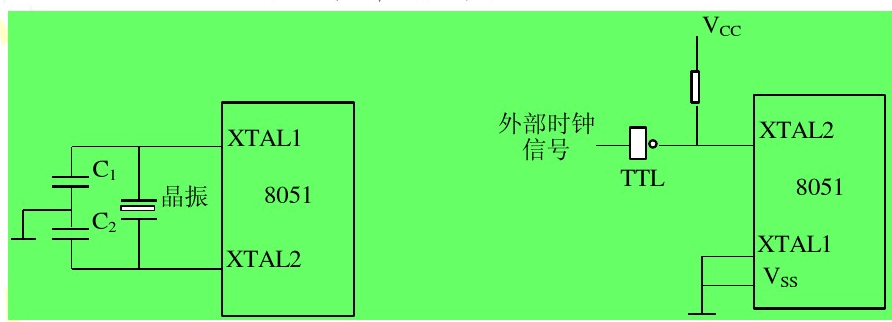 XTAL1
C1
晶振
8051
C2
XTAL2
VCC
外部时钟
信号
XTAL2
TTL
8051
XTAL1
VSS